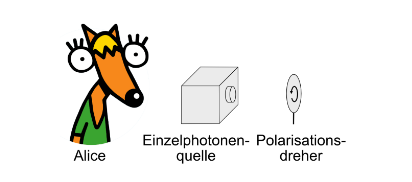 Alice
Einzelphotonen-
quelle
Polarisations-
dreher